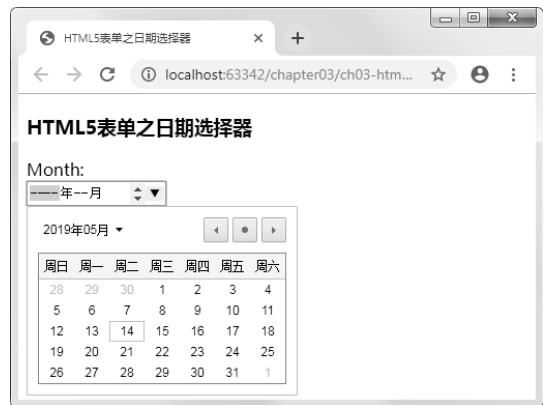 HTML5表单之日期选择器
localhost:63342/chapter03/ch03-htm...
HTML5表单之日期选择器
Month:
----年--月
2019年05月
周日 周一 周二 周三 周四 周五 周六
28 29 30 1 2 3 4
5 6 7 8 9 10 11
12 13 14 15 16 17 18
19 20 21 22 23 24 25
26 27 28 29 30 31 1